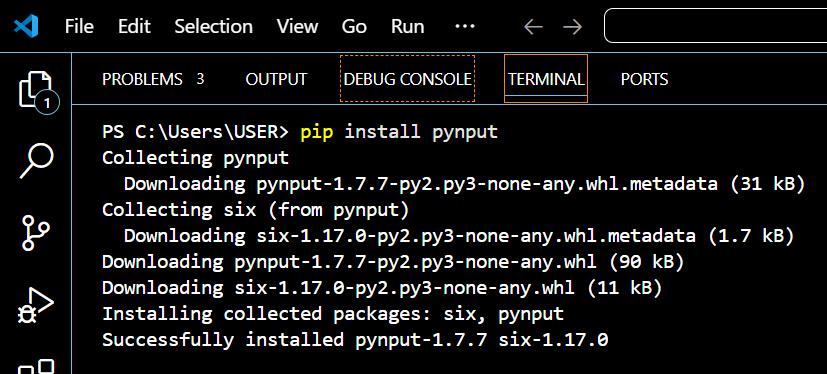 File Edit Selection View Go Run ···
PROBLEMS 3 OUTPUT DEBUG CONSOLE TERMINAL PORTS
1
PS C:\Users\USER> pip install pynput
Collecting pynput
  Downloading pynput-1.7.7-py2.py3-none-any.whl.metadata (31 kB)
Collecting six (from pynput)
  Downloading six-1.17.0-py2.py3-none-any.whl.metadata (1.7 kB)
Downloading pynput-1.7.7-py2.py3-none-any.whl (90 kB)
Downloading six-1.17.0-py2.py3-none-any.whl (11 kB)
Installing collected packages: six, pynput
Successfully installed pynput-1.7.7 six-1.17.0